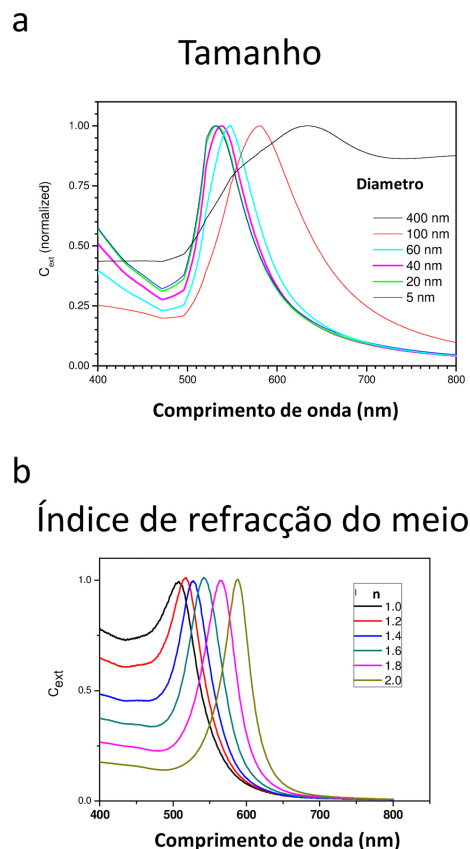 a
Tamanho
1.00
0.75
0.50
0.25
0.00
C ext (normalized)
Diametro
400 nm
100 nm
60 nm
40 nm
20 nm
5 nm
400 500 600 700 800
Comprimento de onda (nm)
b
Índice de refracção do meio
1.0
0.5
0.0
Cext
n
1.0
1.2
1.4
1.6
1.8
2.0
400 500 600 700 800
Comprimento de onda (nm)